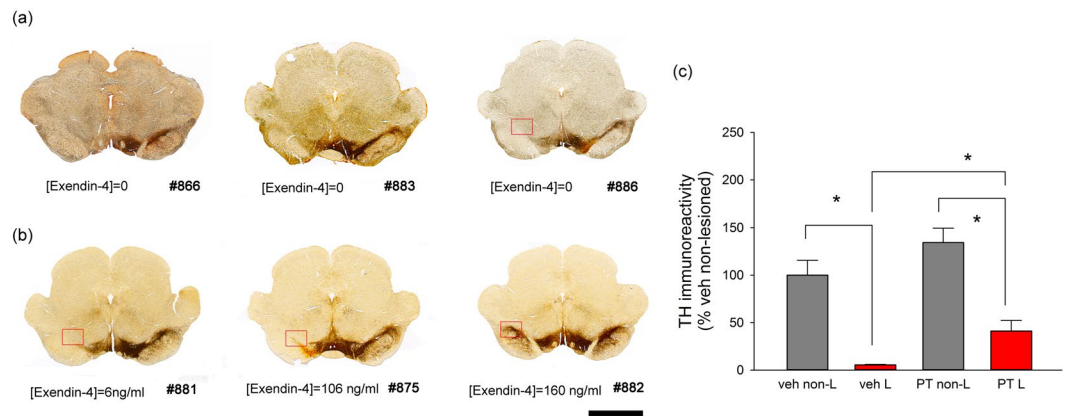 (a)
[Exendin-4]=0 #866
[Exendin-4]=0 #883
[Exendin-4]=0 #886
(b)
[Exendin-4]=6ng/ml #881
[Exendin-4]=106 ng/ml #875
[Exendin-4]=160 ng/ml #882
(c)
TH immunoreactivity
(% veh non-lesioned)
250
200
150
100
50
0
*
*
*
veh non-L veh L PT non-L PT L